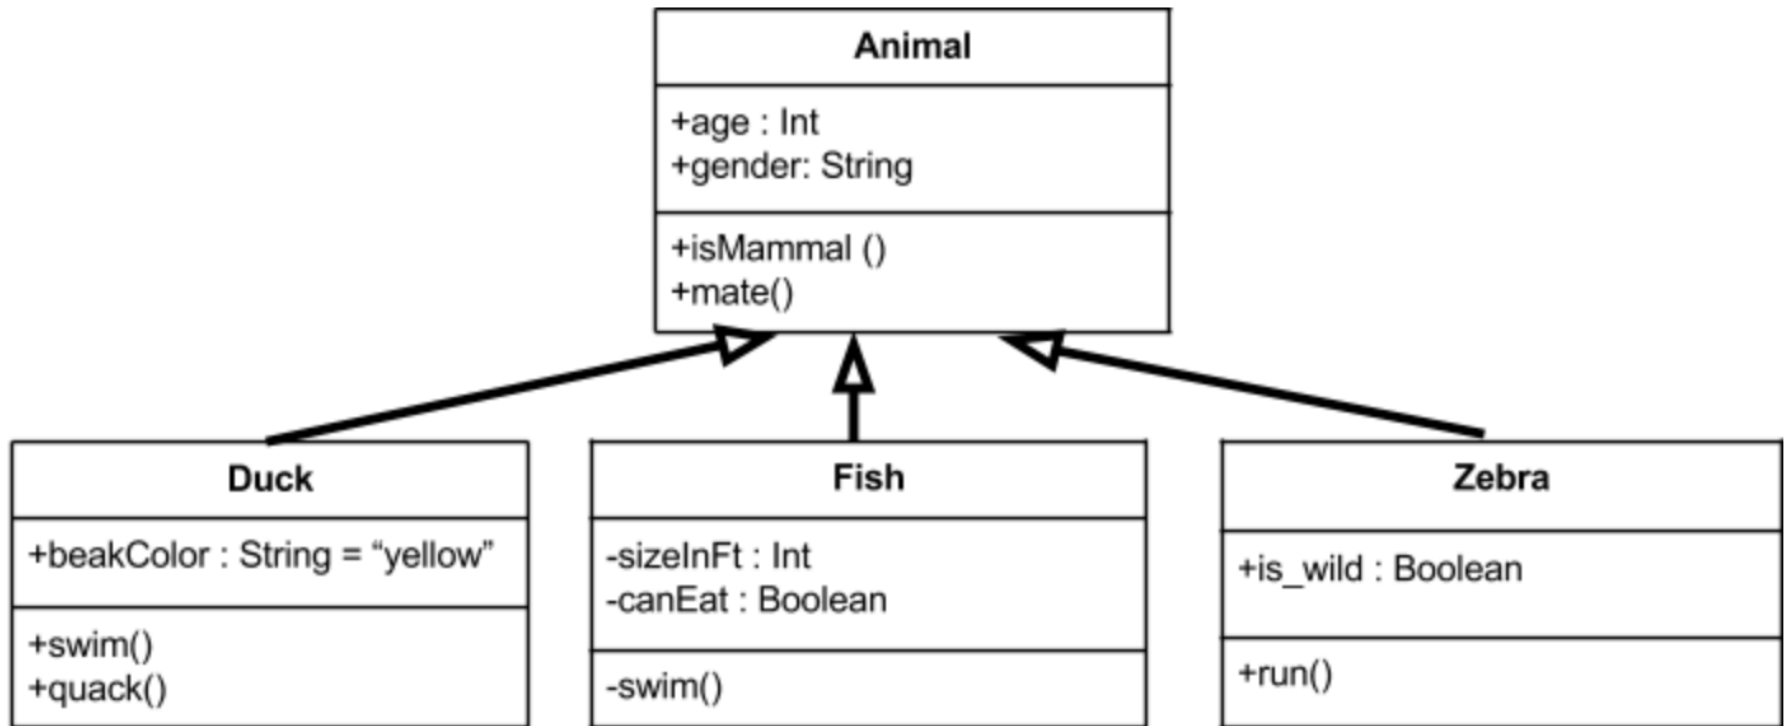 Animal
+age : Int
+gender: String
+isMammal ()
+mate()
Duck
+beakColor : String = “yellow”
+swim()
+quack()
Fish
-sizeInFt : Int
-canEat : Boolean
-swim()
Zebra
+is_wild : Boolean
+run()